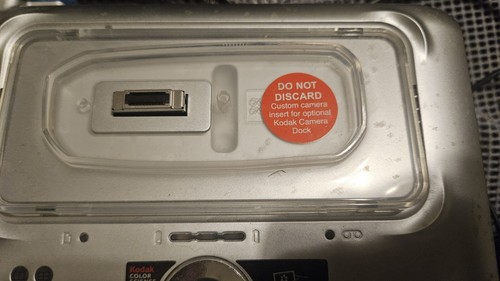 DO NOT
DISCARD
Custom camera
insert for optional
Kodak Camera
Dock
Kodak
COLOR